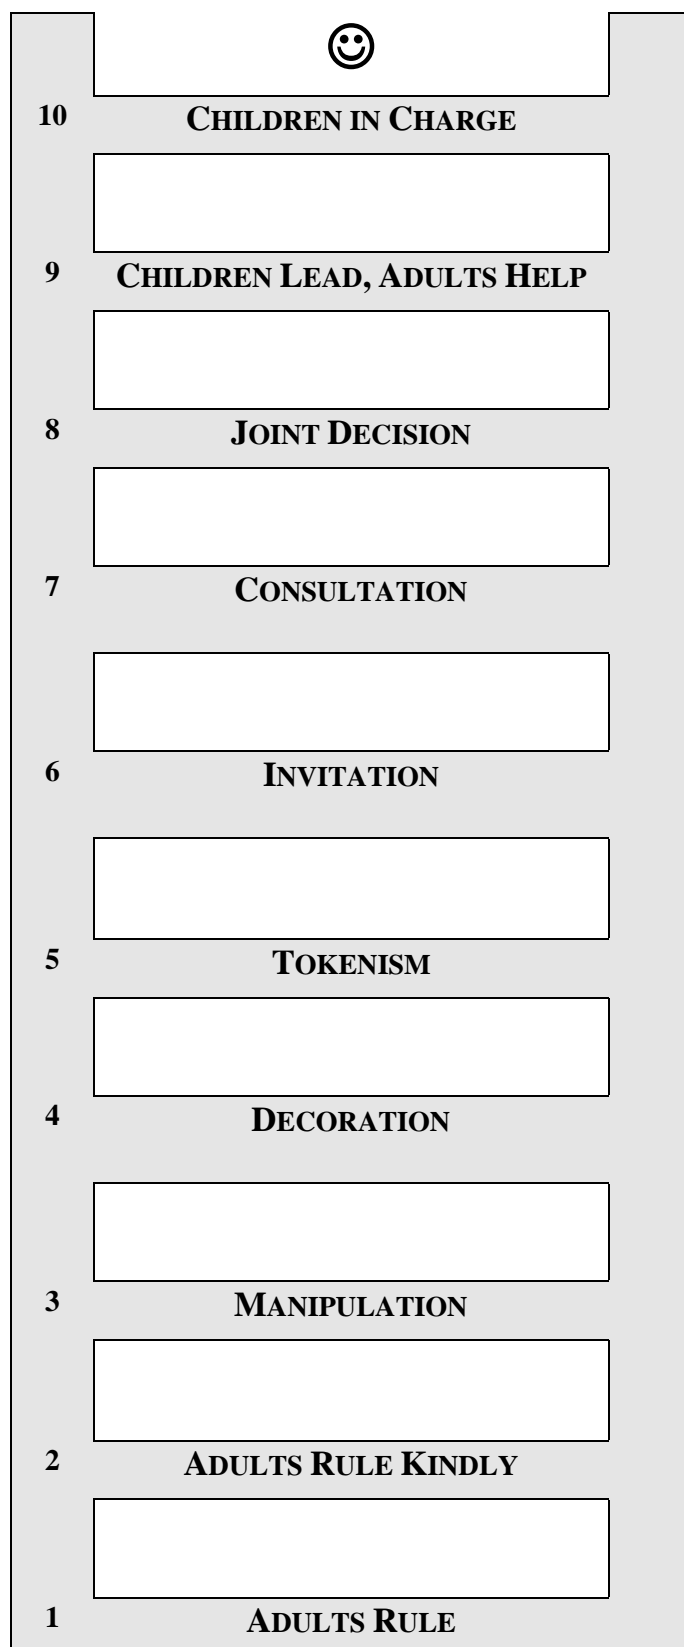 10 CHILDREN IN CHARGE
9 CHILDREN LEAD, ADULTS HELP
8 JOINT DECISION
7 CONSULTATION
6 INVITATION
5 TOKENISM
4 DECORATION
3 MANIPULATION
2 ADULTS RULE KINDLY
1 ADULTS RULE